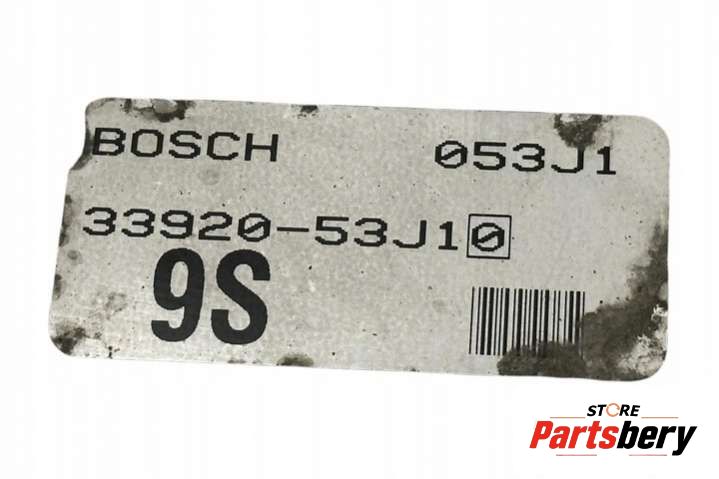 BOSCH 053J1
33920-53J10
9S
STORE
Partsbery